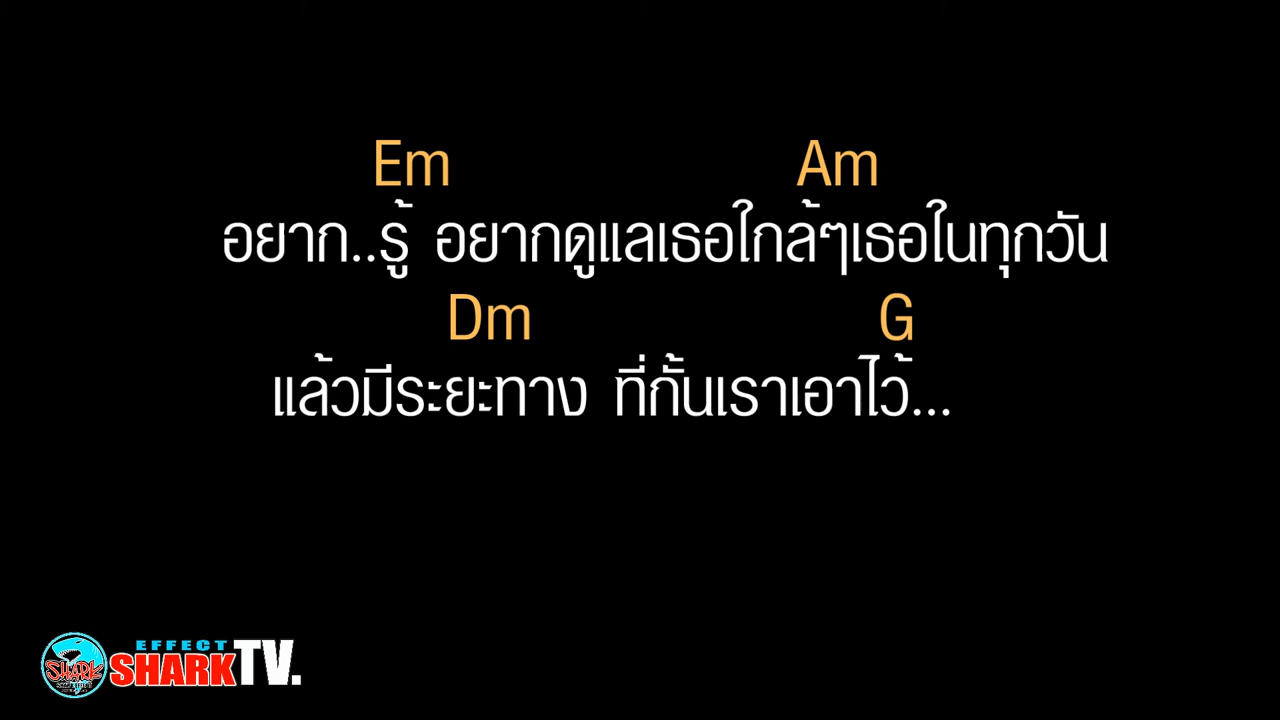 Em Am
อยาก..รู้ อยากดูแลเธอใกล้ๆเธอในทุกวัน
Dm G
แล้วมีระยะทาง ที่กั้นเราเอาไว้...
EFFECT
SHARKTV.
SHARK